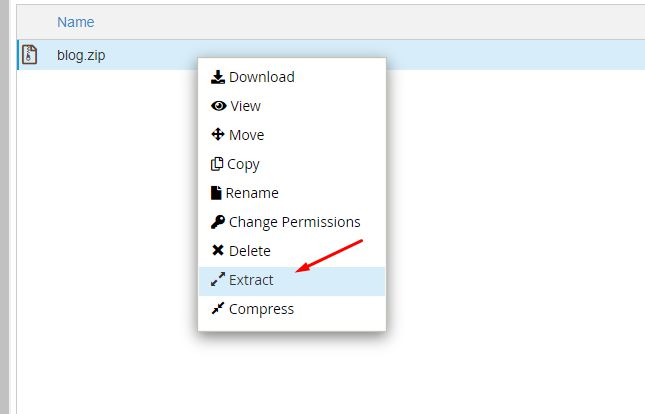 Name
blog.zip
Download
View
Move
Copy
Rename
Change Permissions
Delete
Extract
Compress